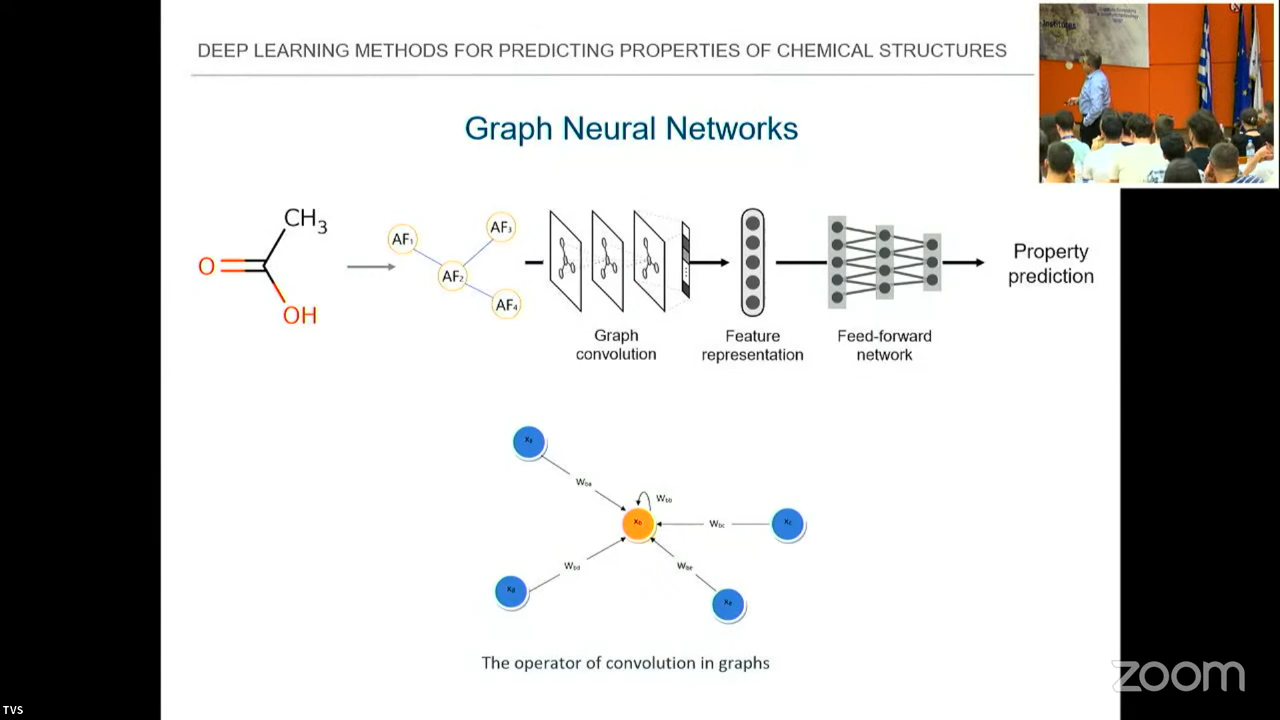 DEEP LEARNING METHODS FOR PREDICTING PROPERTIES OF CHEMICAL STRUCTURES
Graph Neural Networks
CH₃
O
OH
AF₁
AF₃
AF₂
AF₄
Graph
convolution
Feature
representation
Feed-forward
network
Property
prediction
W_ba
W_bb
x_b
W_bc
x_c
W_bd
x_d
W_be
The operator of convolution in graphs
zoom
TVS